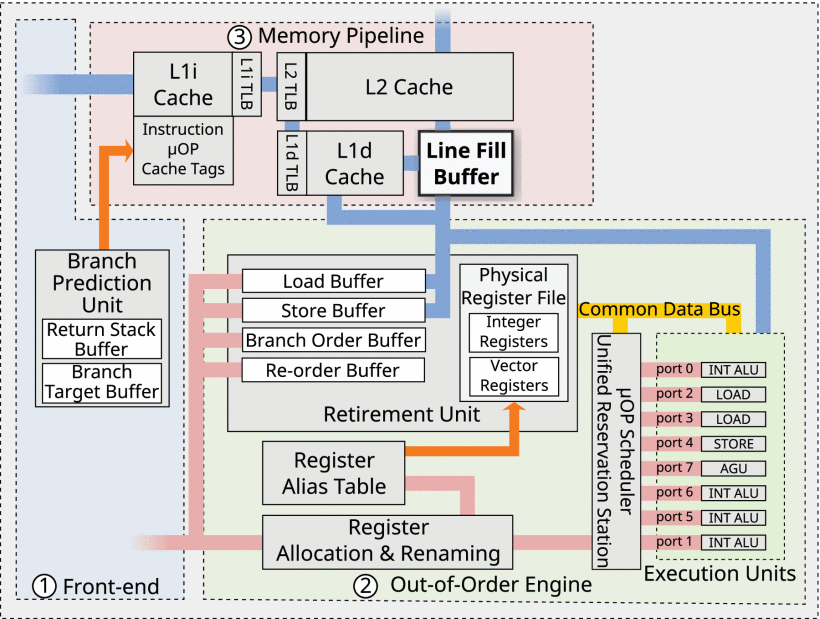 ③ Memory Pipeline
L1i
Cache
L1i TLB
L2 TLB
L2 Cache
Instruction
μOP
Cache Tags
L1d TLB
L1d
Cache
Line Fill
Buffer
Branch
Prediction
Unit
Return Stack
Buffer
Branch
Target Buffer
① Front-end
Load Buffer
Store Buffer
Branch Order Buffer
Re-order Buffer
Retirement Unit
Physical
Register File
Integer
Registers
Vector
Registers
Common Data Bus
Register
Alias Table
Register
Allocation & Renaming
μOP Scheduler
Unified Reservation Station
port 0 INT ALU
port 2 LOAD
port 3 LOAD
port 4 STORE
port 7 AGU
port 6 INT ALU
port 5 INT ALU
port 1 INT ALU
Execution Units
② Out-of-Order Engine